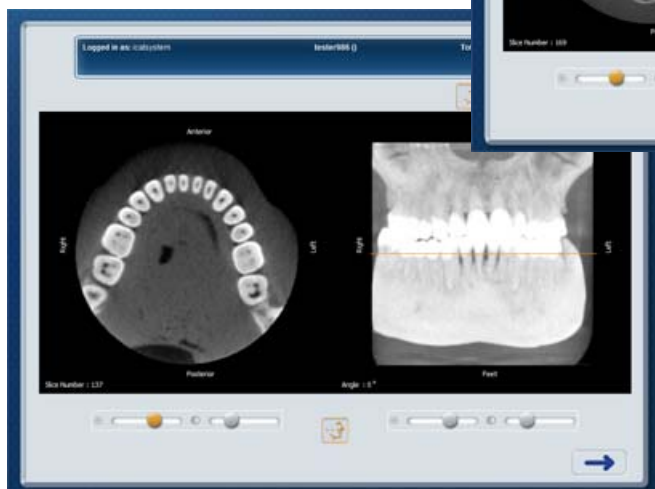 Logged in as: icatsystem
tester986 ()
Slice Number : 169
Anterior
Right
Left
Right
Left
Posterior
Feet
Slice Number : 137
Angle : 0 °